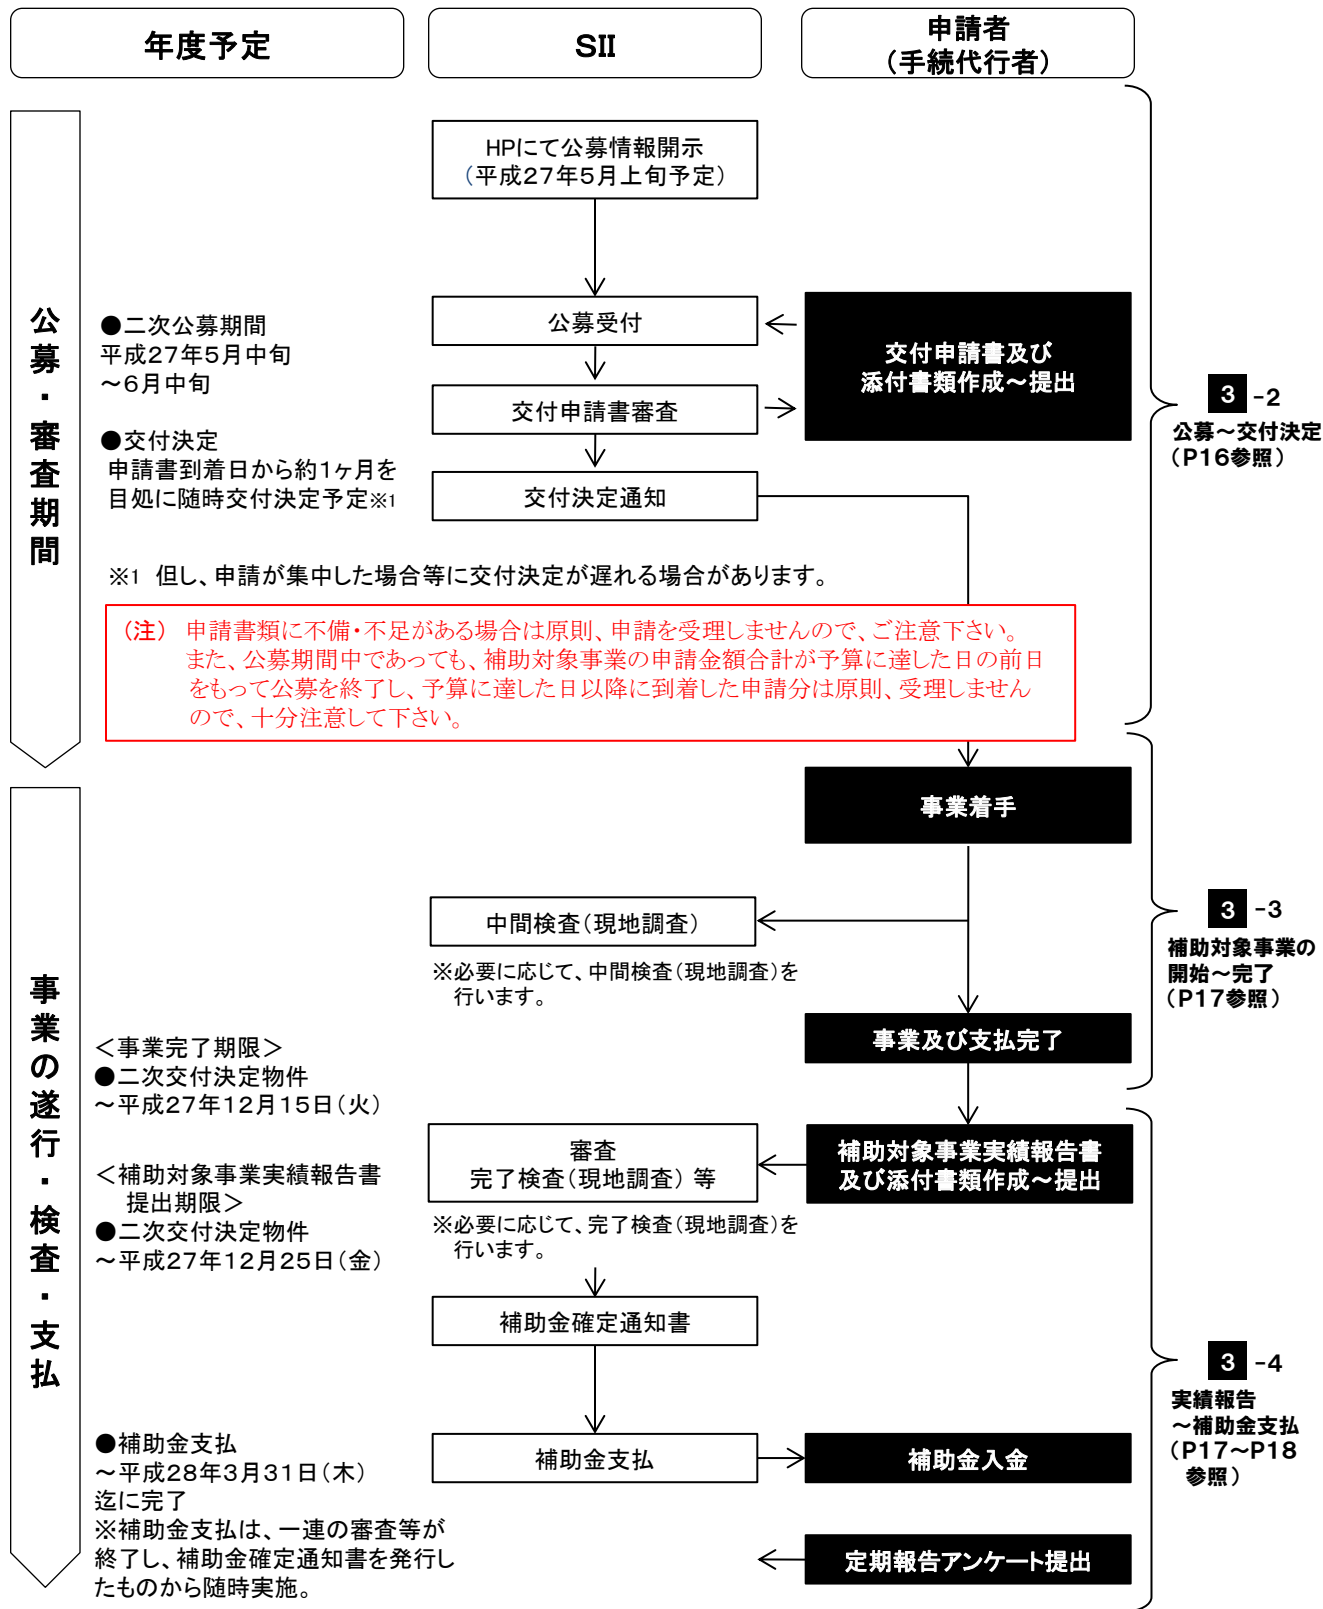 年度予定
SII
申請者
（手続代行者）
公募・審査期間
HPにて公募情報開示
（平成27年5月上旬予定）
●二次公募期間
平成27年5月中旬
～6月中旬
公募受付
交付申請書及び
添付書類作成～提出
交付申請書審査
●交付決定
申請書到着日から約1ヶ月を
目処に随時交付決定予定※1
交付決定通知
3 -2
公募～交付決定
（P16参照）
※1 但し、申請が集中した場合等に交付決定が遅れる場合があります。
（注） 申請書類に不備・不足がある場合は原則、申請を受理しませんので、ご注意下さい。
また、公募期間中であっても、補助対象事業の申請金額合計が予算に達した日の前日
をもって公募を終了し、予算に達した日以降に到着した申請分は原則、受理しません
ので、十分注意して下さい。
事業の遂行・検査・支払
事業着手
中間検査（現地調査）
※必要に応じて、中間検査（現地調査）を
行います。
3 -3
補助対象事業の
開始～完了
（P17参照）
事業及び支払完了
＜事業完了期限＞
●二次交付決定物件
～平成27年12月15日（火）
審査
完了検査（現地調査）等
補助対象事業実績報告書
及び添付書類作成～提出
＜補助対象事業実績報告書
提出期限＞
●二次交付決定物件
～平成27年12月25日（金）
※必要に応じて、完了検査（現地調査）を
行います。
補助金確定通知書
3 -4
実績報告
～補助金支払
（P17～P18
参照）
●補助金支払
～平成28年3月31日（木）
迄に完了
※補助金支払は、一連の審査等が
終了し、補助金確定通知書を発行し
たものから随時実施。
補助金支払
補助金入金
定期報告アンケート提出